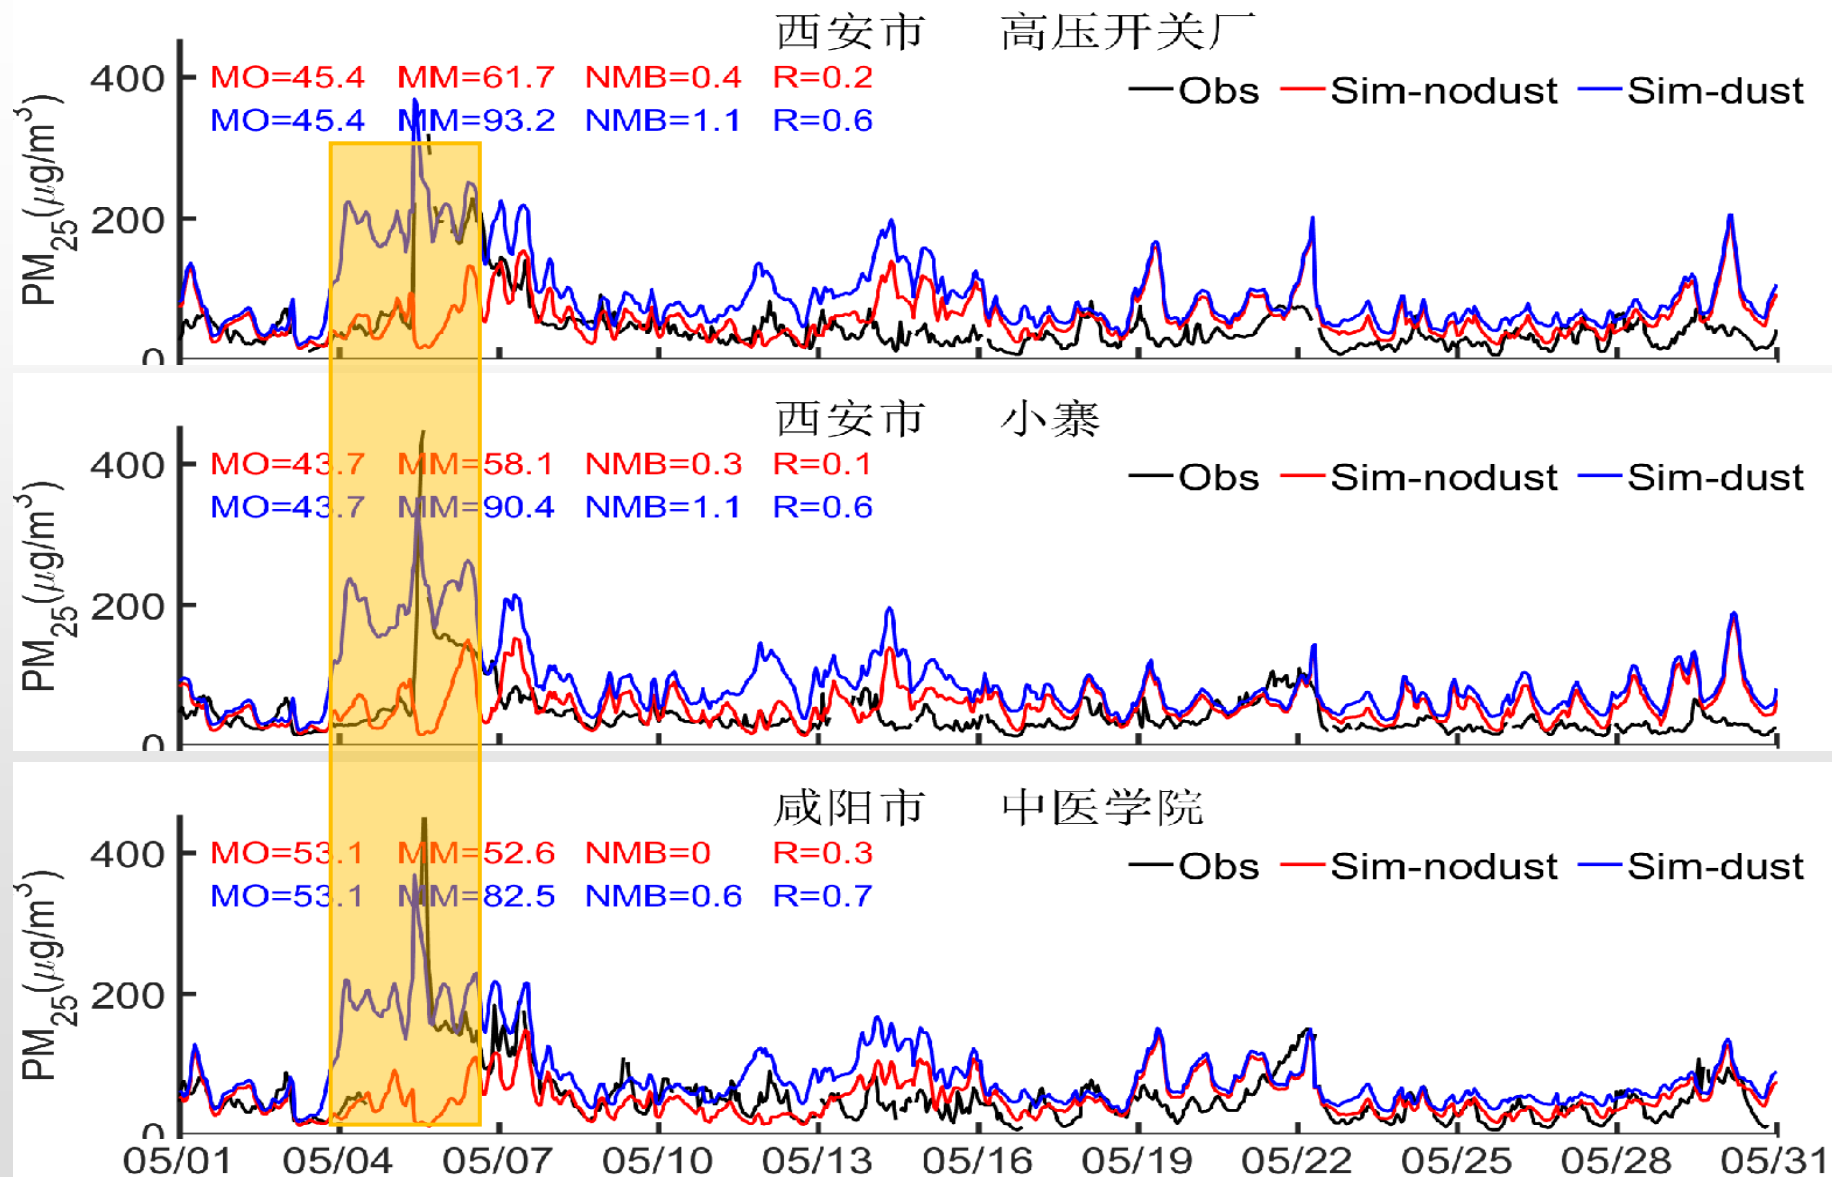 西安市 高压开关厂
MO=45.4 MM=61.7 NMB=0.4 R=0.2
MO=45.4 MM=93.2 NMB=1.1 R=0.6
Obs Sim-nodust Sim-dust
PM25(μg/m3)
400
200
0
西安市 小寨
MO=43.7 MM=58.1 NMB=0.3 R=0.1
MO=43.7 MM=90.4 NMB=1.1 R=0.6
Obs Sim-nodust Sim-dust
PM25(μg/m3)
400
200
0
咸阳市 中医学院
MO=53.1 MM=52.6 NMB=0 R=0.3
MO=53.1 MM=82.5 NMB=0.6 R=0.7
Obs Sim-nodust Sim-dust
PM25(μg/m3)
400
200
0
05/01 05/04 05/07 05/10 05/13 05/16 05/19 05/22 05/25 05/28 05/31